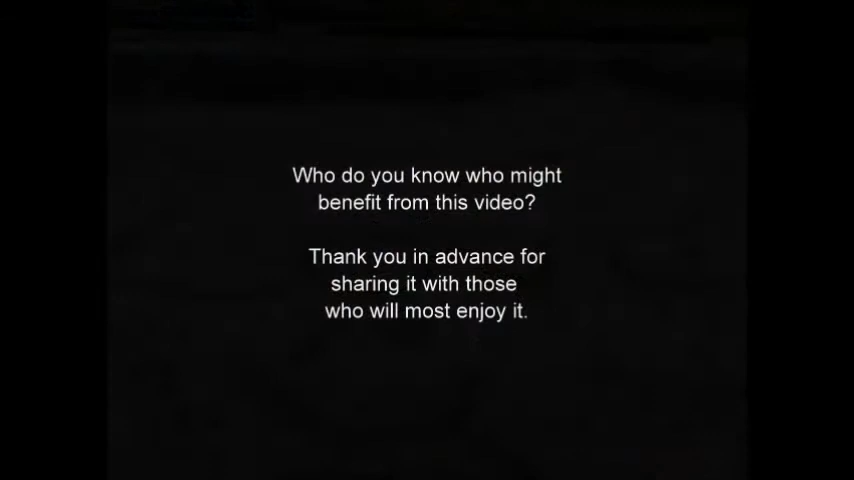 Who do you know who might
benefit from this video?
Thank you in advance for
sharing it with those
who will most enjoy it.